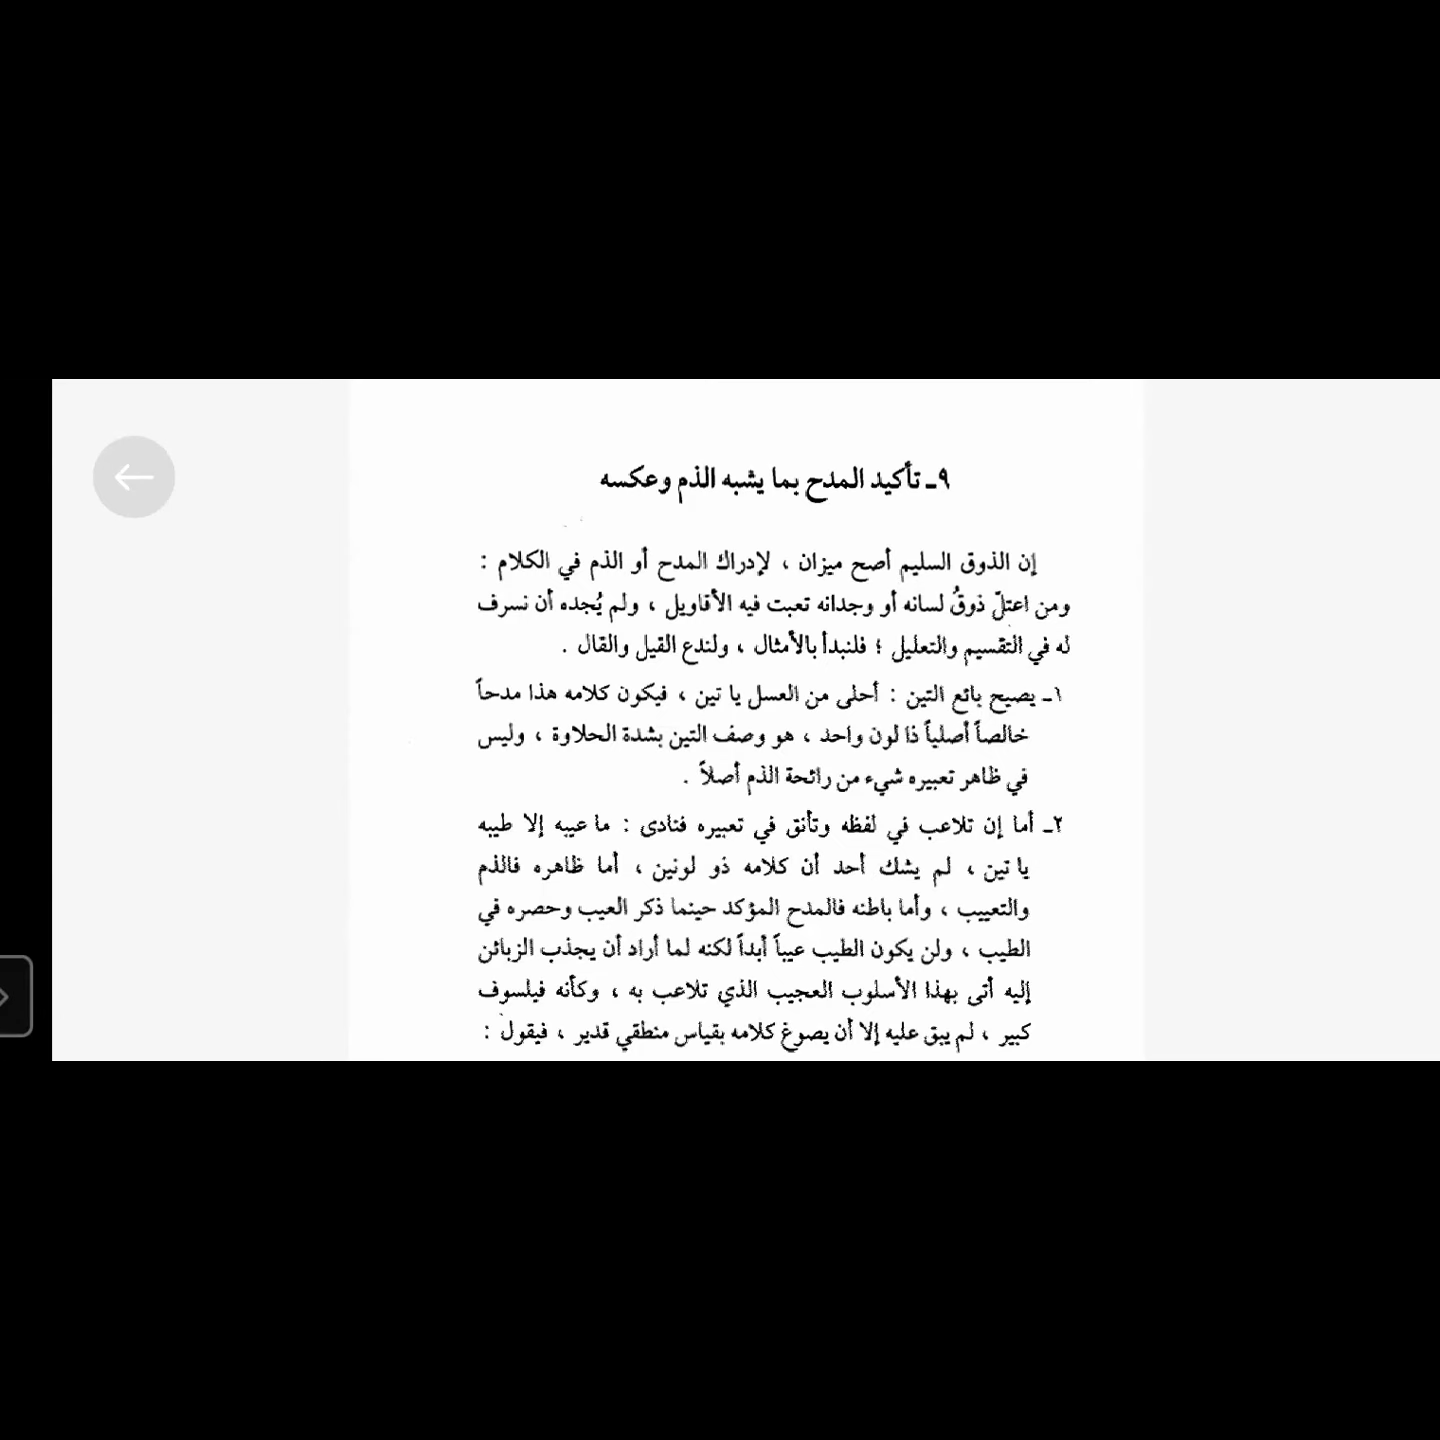 ٩ـ تأكيد المدح بما يشبه الذم وعكسه
إن الذوق السليم أصح ميزان ، لإدراك المدح أو الذم في الكلام :
ومن اعتلّ ذوقُ لسانه أو وجدانه تعبت فيه الأقاويل ، ولم يُجده أن نسرف
له في التقسيم والتعليل ؛ فلنبدأ بالأمثال ، ولندع القيل والقال .
١ـ يصيح بائع التين : أحلى من العسل يا تين ، فيكون كلامه هذا مدحاً
خالصاً أصلياً ذا لون واحد ، هو وصف التين بشدة الحلاوة ، وليس
في ظاهر تعبيره شيء من رائحة الذم أصلاً .
٢ـ أما إن تلاعب في لفظه وتأنق في تعبيره فنادى : ما عيبه إلا طيبه
يا تين ، لم يشك أحد أن كلامه ذو لونين ، أما ظاهره فالذم
والتعييب ، وأما باطنه فالمدح المؤكد حينما ذكر العيب وحصره في
الطيب ، ولن يكون الطيب عيباً أبداً لكنه لما أراد أن يجذب الزبائن
إليه أتى بهذا الأسلوب العجيب الذي تلاعب به ، وكأنه فيلسوف
كبير ، لم يبق عليه إلا أن يصوغ كلامه بقياس منطقي قدير ، فيقول :